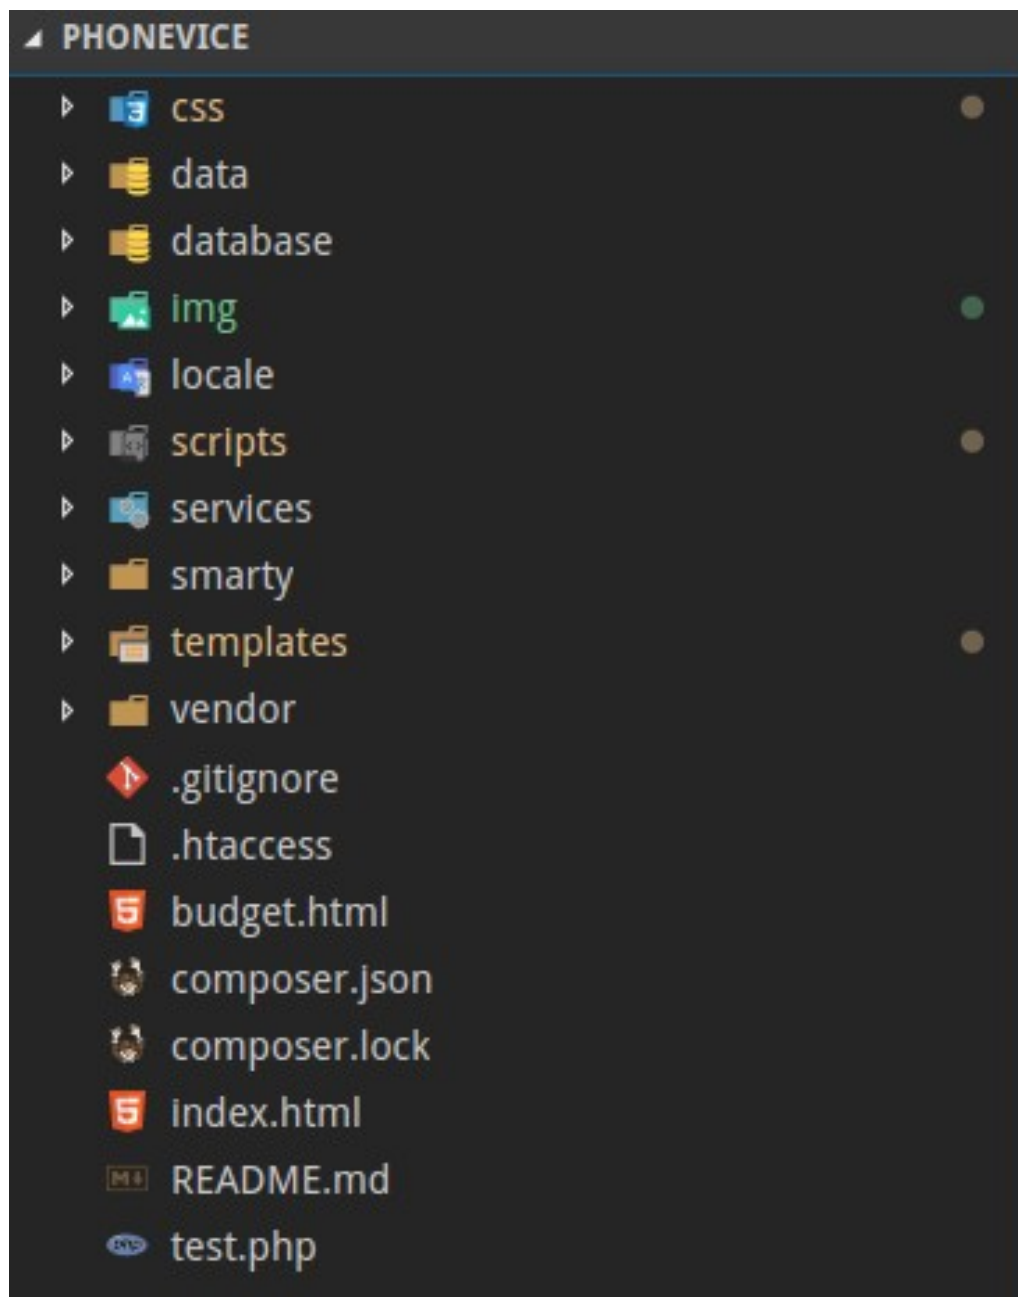 PHONEVICE
css
data
database
img
locale
scripts
services
smarty
templates
vendor
.gitignore
.htaccess
budget.html
composer.json
composer.lock
index.html
README.md
test.php